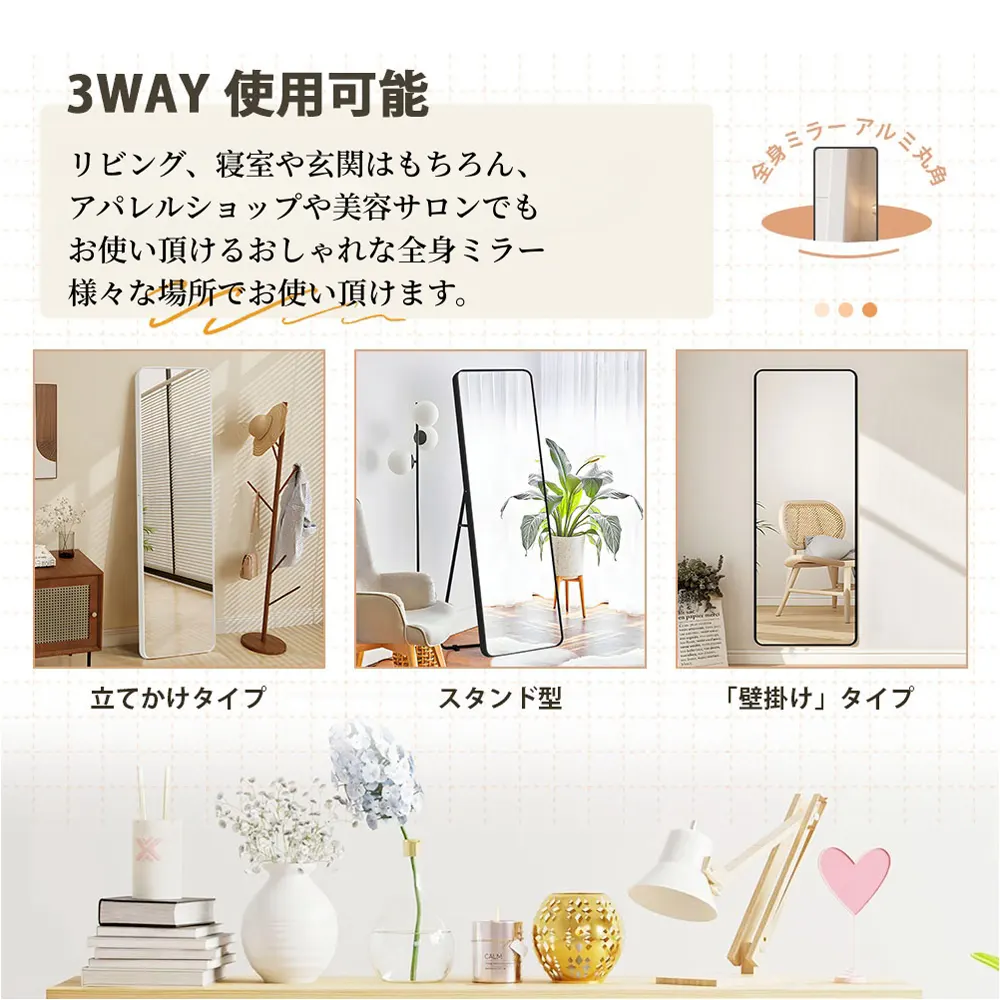 3WAY 使用可能
リビング、寝室や玄関はもちろん、
アパレルショップや美容サロンでも
お使い頂けるおしゃれな全身ミラー
様々な場所でお使い頂けます。
全身ミラー アルミ丸角
立てかけタイプ
スタンド型
「壁掛け」タイプ
CALM